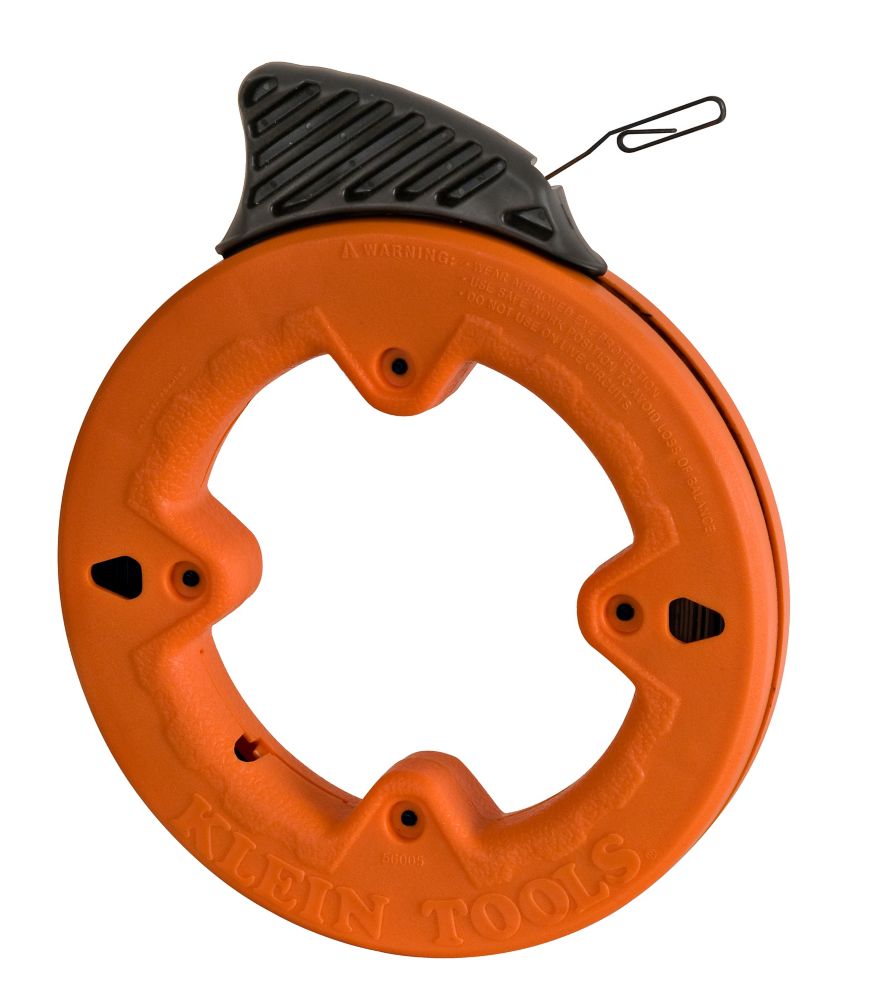 ⚠ WARNING: · WEAR APPROVED EYE PROTECTION
· USE SAFE WORK POSITION TO AVOID LOSS OF BALANCE
· DO NOT USE ON LIVE CIRCUITS
56005
KLEIN TOOLS®